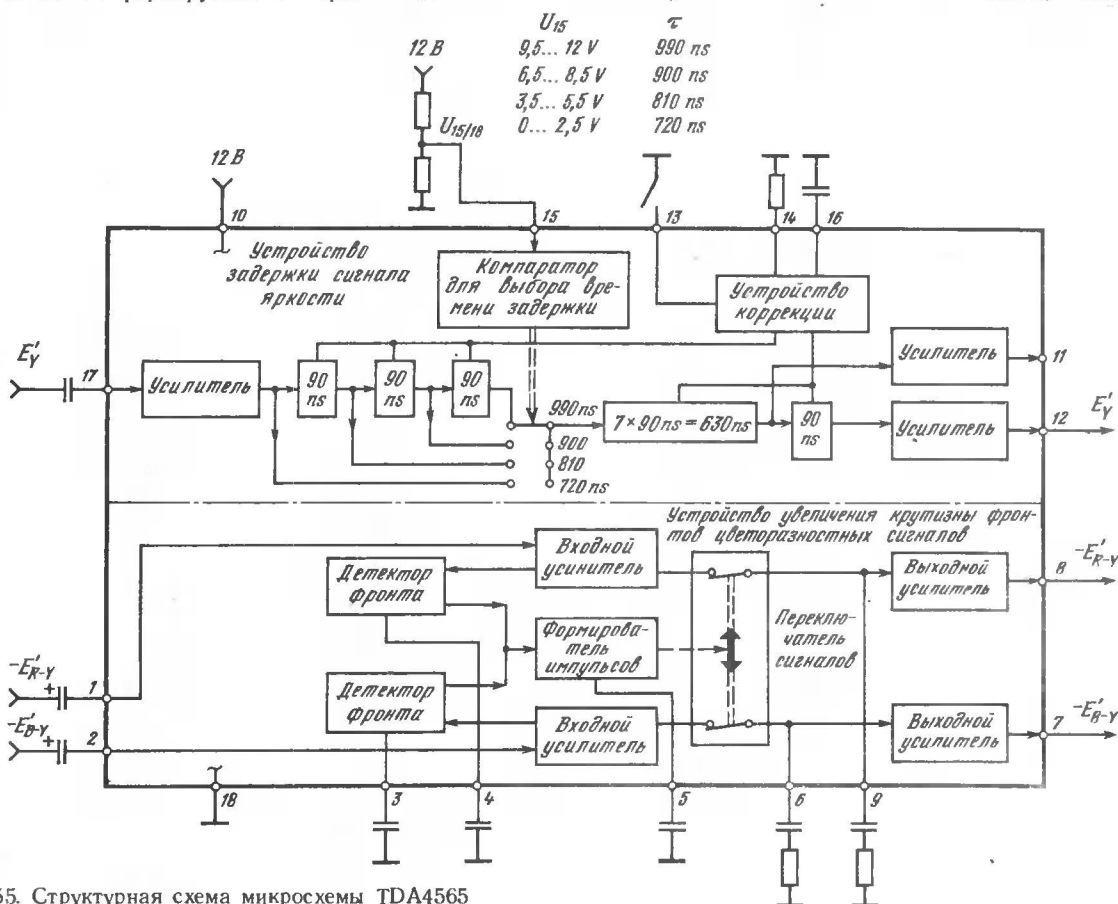 U15 τ
9,5... 12 V 990 ns
6,5... 8,5 V 900 ns
3,5... 5,5 V 810 ns
0... 2,5 V 720 ns
12 В
U15/18
12 В
10
15
13
14
16
Устройство
задержки сигнала
яркости
Компаратор
для выбора вре-
мени задержки
Устройство
коррекции
E'Y
17
Усилитель
90
ns
90
ns
90
ns
990 ns
900
810
720 ns
7×90 ns = 630 ns
90
ns
Усилитель
11
Усилитель
12
E'Y
Устройство увеличения крутизны фрон-
тов цветоразностных сигналов
Входной
усинитель
Детектор
фронта
Формирова-
тель
импульсов
Детектор
фронта
Входной
усилитель
Переклю-
чатель
сигналов
Выходной
усилитель
8
-E'R-Y
Выходной
усилитель
7
-E'B-Y
-E'R-Y
+
1
-E'B-Y
+
2
18
3
4
5
6
9
55. Структурная схема микросхемы TDA4565